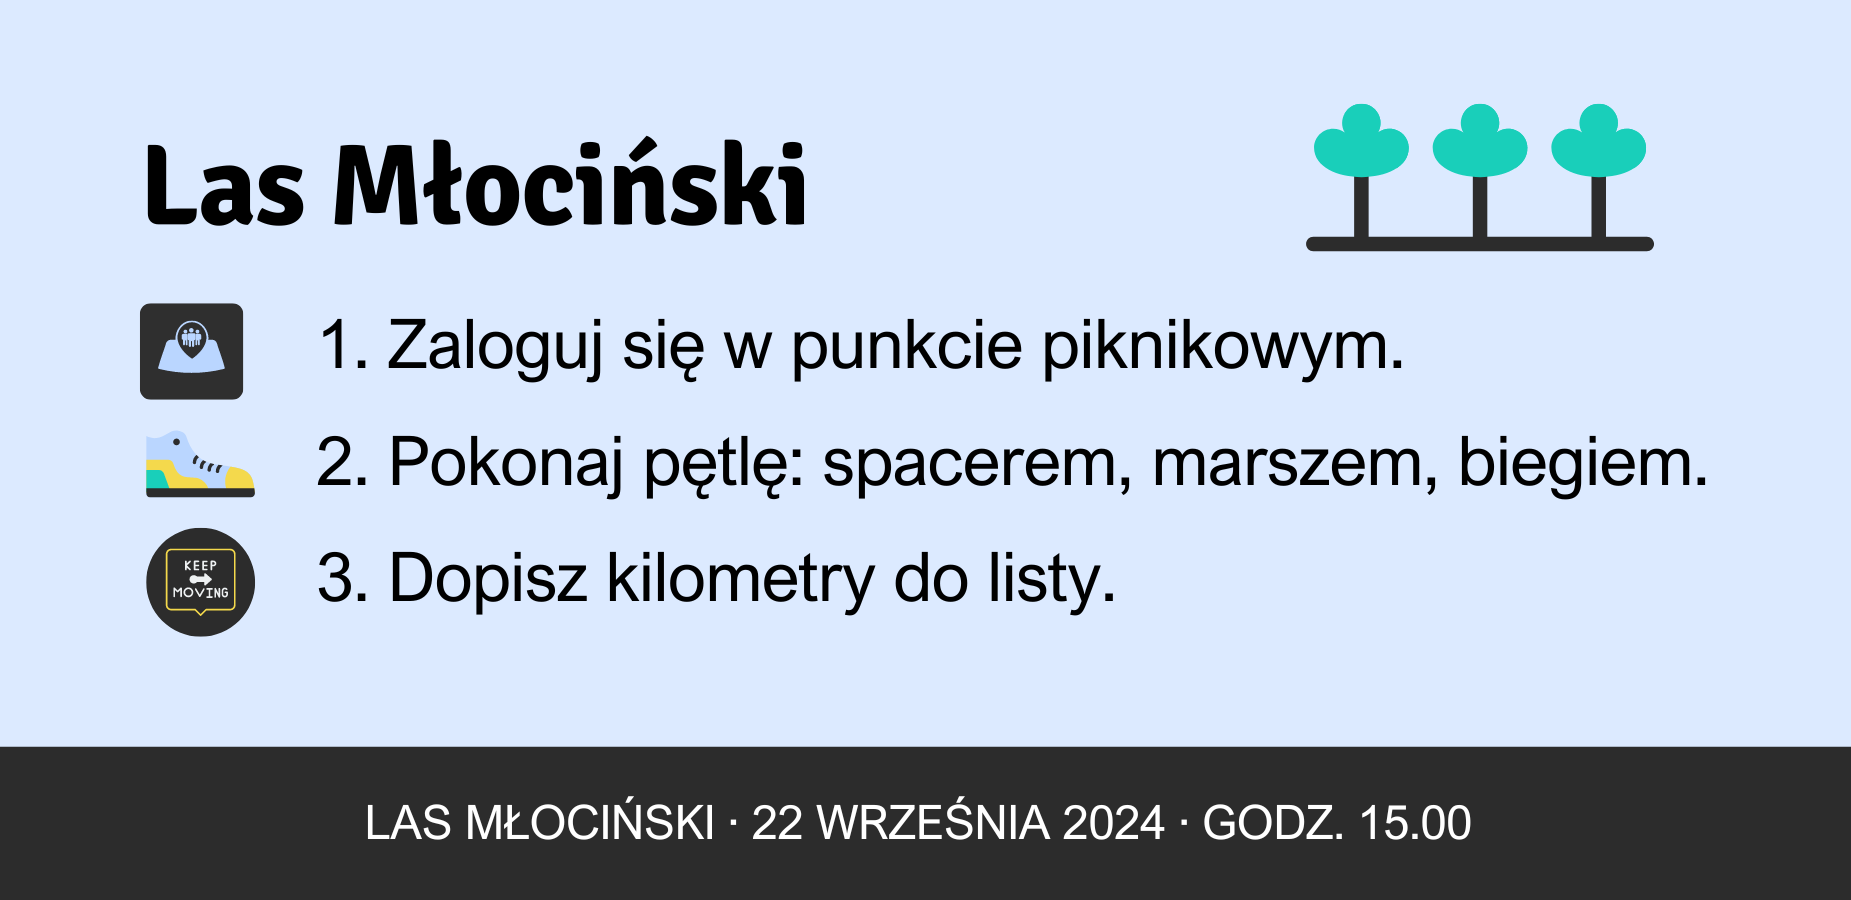 Las Młociński
1. Zaloguj się w punkcie piknikowym.
2. Pokonaj pętlę: spacerem, marszem, biegiem.
KEEP
MOVING
3. Dopisz kilometry do listy.
LAS MŁOCIŃSKI · 22 WRZEŚNIA 2024 · GODZ. 15.00